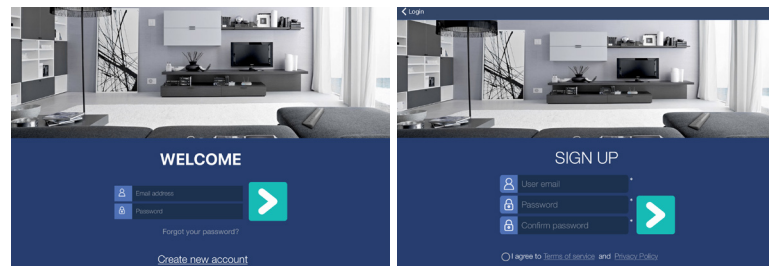 WELCOME
Email address
Password
Forgot your password?
Create new account
Login
SIGN UP
User email *
Password *
Confirm password *
I agree to Terms of service and Privacy Policy